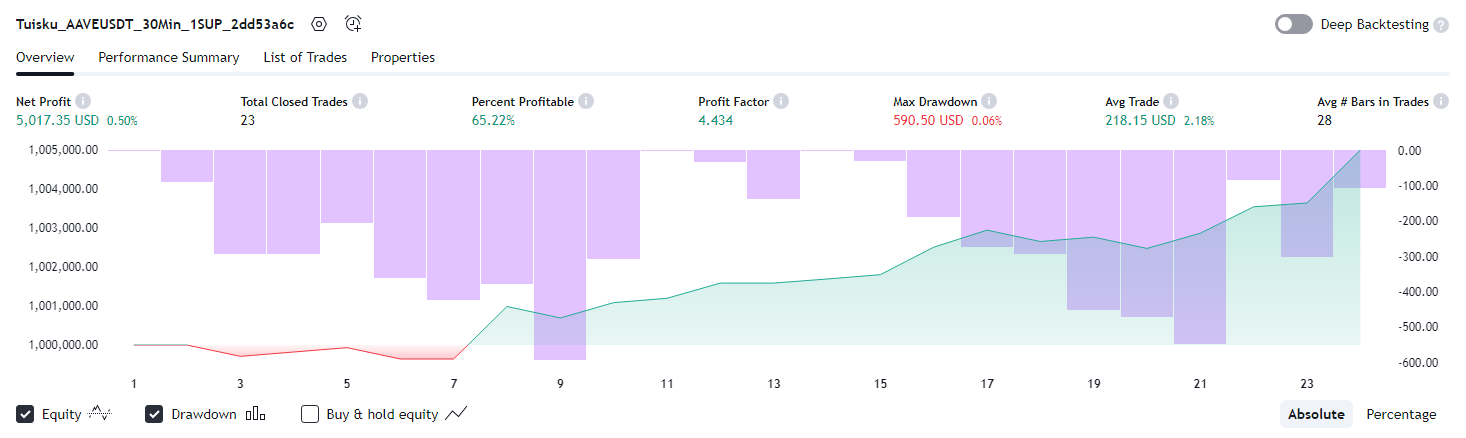 Tuisku_AAVEUSDT_30Min_1SUP_2dd53a6c Deep Backtesting ?
Overview Performance Summary List of Trades Properties
Net Profit i Total Closed Trades i Percent Profitable i Profit Factor i Max Drawdown i Avg Trade i Avg # Bars in Trades i
5,017.35 USD 0.50% 23 65.22% 4.434 590.50 USD 0.06% 218.15 USD 2.18% 28
1,005,000.00 0.00
1,004,000.00 -100.00
1,003,000.00 -200.00
1,002,000.00 -300.00
1,001,000.00 -400.00
1,000,000.00 -500.00
-600.00
1 3 5 7 9 11 13 15 17 19 21 23
Equity Drawdown Buy & hold equity Absolute Percentage